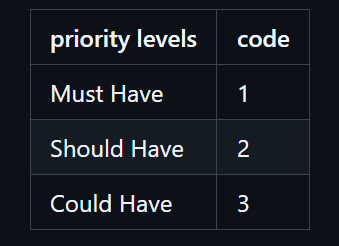 priority levels code
Must Have 1
Should Have 2
Could Have 3